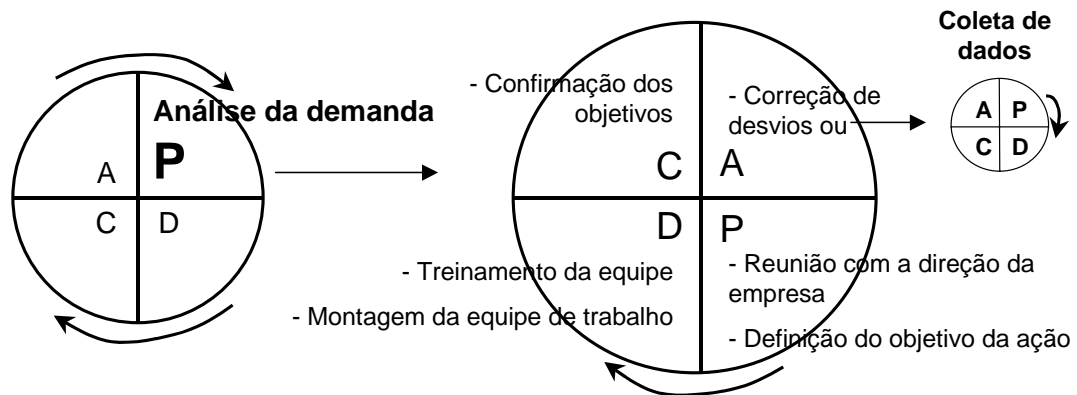 Análise da demanda
P
A
C
D
- Confirmação dos
objetivos
- Correção de
desvios ou
C
A
D
P
- Treinamento da equipe
- Montagem da equipe de trabalho
- Reunião com a direção da
empresa
- Definição do objetivo da ação
Coleta de
dados
A P
C D